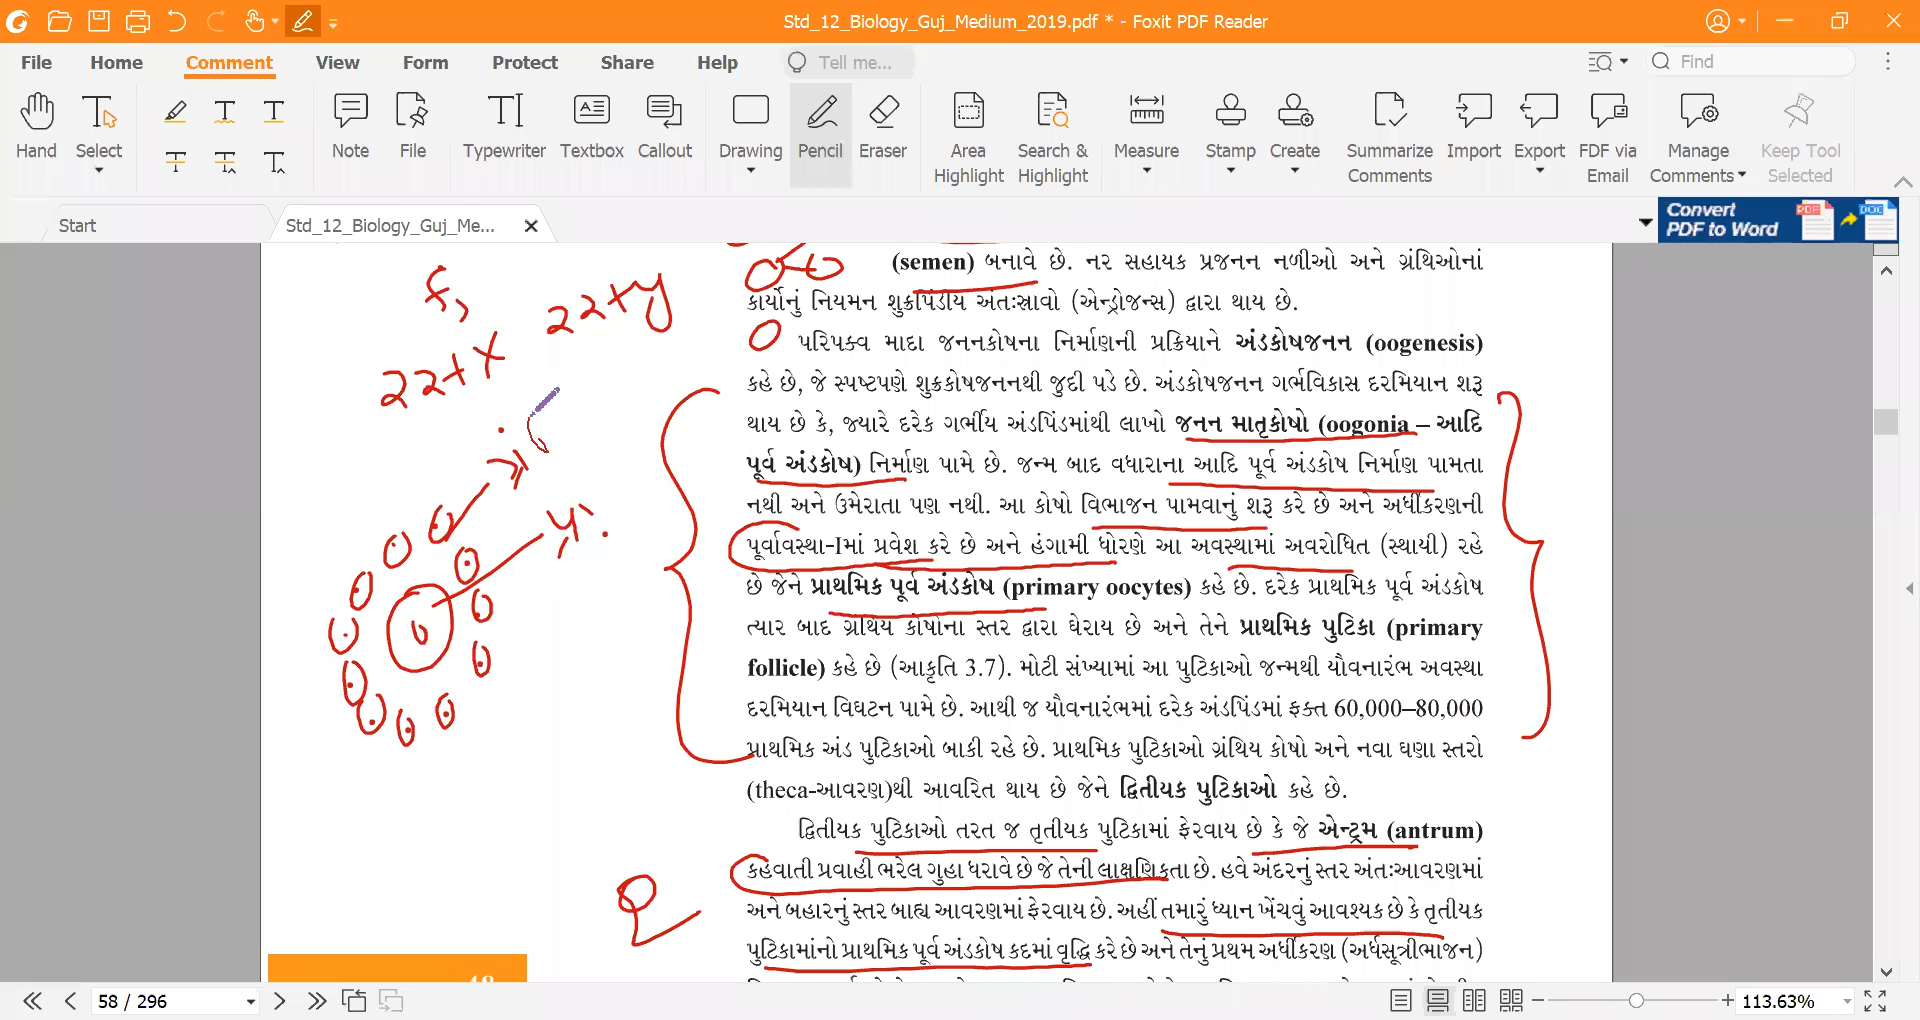 Std_12_Biology_Guj_Medium_2019.pdf * - Foxit PDF Reader
File Home Comment View Form Protect Share Help Tell me... Find
Hand Select Note File Typewriter Textbox Callout Drawing Pencil Eraser Area Highlight Search & Highlight Measure Stamp Create Summarize Comments Import Export FDF via Email Manage Comments Keep Tool Selected
Start Std_12_Biology_Guj_Me... Convert PDF to Word PDF DOC
(semen) બનાવે છે. નર સહાયક પ્રજનન નળીઓ અને ગ્રંથિઓનાં
કાર્યોનું નિયમન શુક્રપિંડીય અંતઃસ્રાવો (એન્ડ્રોજન્સ) દ્વારા થાય છે.
પરિપક્વ માદા જનનકોષના નિર્માણની પ્રક્રિયાને અંડકોષજનન (oogenesis)
કહે છે, જે સ્પષ્ટપણે શુક્રકોષજનનથી જુદી પડે છે. અંડકોષજનન ગર્ભવિકાસ દરમિયાન શરૂ
થાય છે કે, જ્યારે દરેક ગર્ભીય અંડપિંડમાંથી લાખો જનન માતૃકોષો (oogonia – આદિ
પૂર્વ અંડકોષ) નિર્માણ પામે છે. જન્મ બાદ વધારાના આદિ પૂર્વ અંડકોષ નિર્માણ પામતા
નથી અને ઉમેરાતા પણ નથી. આ કોષો વિભાજન પામવાનું શરૂ કરે છે અને અર્ધીકરણની
પૂર્વાવસ્થા-Iમાં પ્રવેશ કરે છે અને હંગામી ધોરણે આ અવસ્થામાં અવરોધિત (સ્થાયી) રહે
છે જેને પ્રાથમિક પૂર્વ અંડકોષ (primary oocytes) કહે છે. દરેક પ્રાથમિક પૂર્વ અંડકોષ
ત્યાર બાદ ગ્રંથિય કોષોના સ્તર દ્વારા ઘેરાય છે અને તેને પ્રાથમિક પુટિકા (primary
follicle) કહે છે (આકૃતિ 3.7). મોટી સંખ્યામાં આ પુટિકાઓ જન્મથી યૌવનારંભ અવસ્થા
દરમિયાન વિઘટન પામે છે. આથી જ યૌવનારંભમાં દરેક અંડપિંડમાં ફક્ત 60,000–80,000
પ્રાથમિક અંડ પુટિકાઓ બાકી રહે છે. પ્રાથમિક પુટિકાઓ ગ્રંથિય કોષો અને નવા ઘણા સ્તરો
(theca-આવરણ)થી આવરિત થાય છે જેને દ્વિતીયક પુટિકાઓ કહે છે.
દ્વિતીયક પુટિકાઓ તરત જ તૃતીયક પુટિકામાં ફેરવાય છે કે જે એન્ટ્રમ (antrum)
કહેવાતી પ્રવાહી ભરેલ ગુહા ધરાવે છે જે તેની લાક્ષણિકતા છે. હવે અંદરનું સ્તર અંતઃઆવરણમાં
અને બહારનું સ્તર બાહ્ય આવરણમાં ફેરવાય છે. અહીં તમારું ધ્યાન ખેંચવું આવશ્યક છે કે તૃતીયક
પુટિકામાંનો પ્રાથમિક પૂર્વ અંડકોષ કદમાં વૃદ્ધિ કરે છે અને તેનું પ્રથમ અર્ધીકરણ (અર્ધસૂત્રીભાજન)
22+y
22+X
58 / 296
113.63%